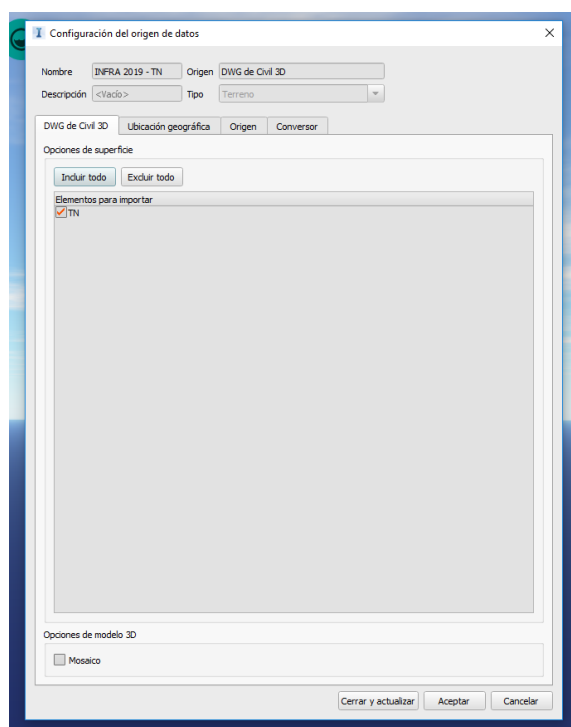 Configuración del origen de datos
Nombre INFRA 2019 - TN Origen DWG de Civil 3D
Descripción <Vacío> Tipo Terreno
DWG de Civil 3D Ubicación geográfica Origen Conversor
Opciones de superficie
Incluir todo Excluir todo
Elementos para importar
TN
Opciones de modelo 3D
Mosaico
Cerrar y actualizar Aceptar Cancelar